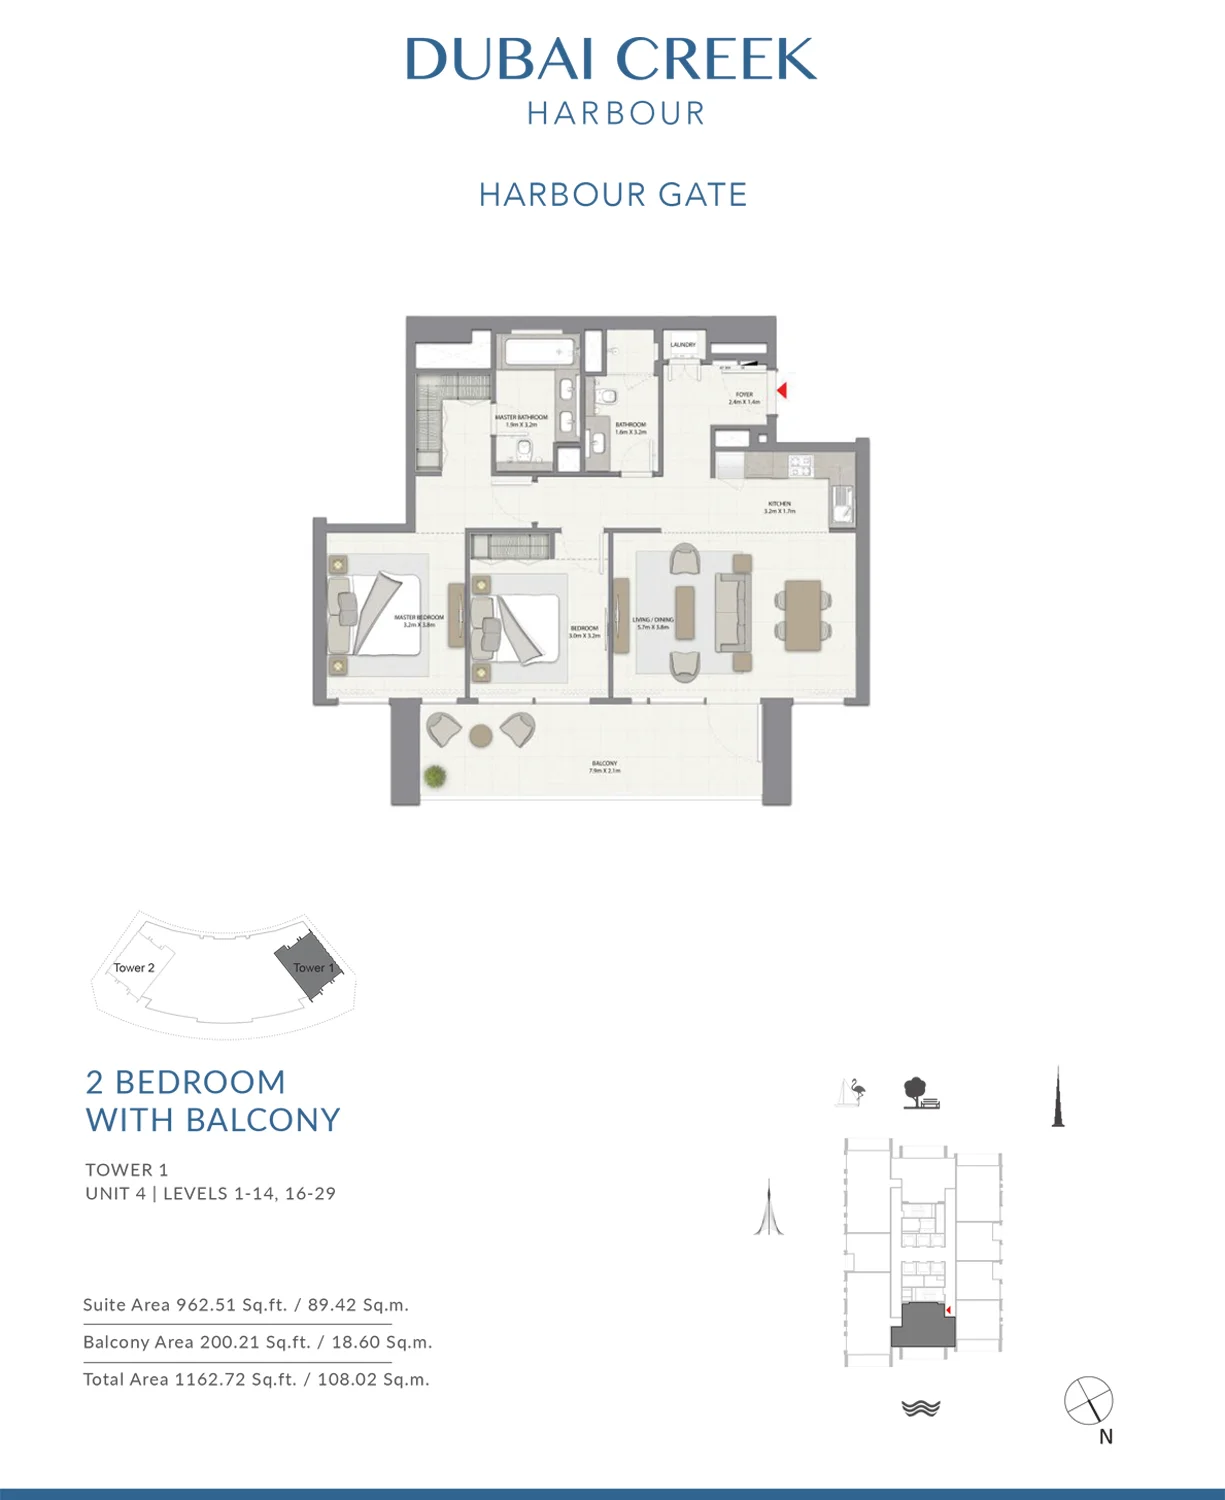 DUBAI CREEK
HARBOUR
HARBOUR GATE
LAUNDRY
FOYER
2.4m X 1.4m
MASTER BATHROOM
1.9m X 3.2m
BATHROOM
1.6m X 3.2m
KITCHEN
3.2m X 1.7m
MASTER BEDROOM
3.2m X 3.8m
BEDROOM
3.0m X 3.2m
LIVING / DINING
5.7m X 3.8m
BALCONY
7.9m X 2.1m
Tower 2
Tower 1
2 BEDROOM
WITH BALCONY
TOWER 1
UNIT 4 | LEVELS 1-14, 16-29
Suite Area 962.51 Sq.ft. / 89.42 Sq.m.
Balcony Area 200.21 Sq.ft. / 18.60 Sq.m.
Total Area 1162.72 Sq.ft. / 108.02 Sq.m.
N